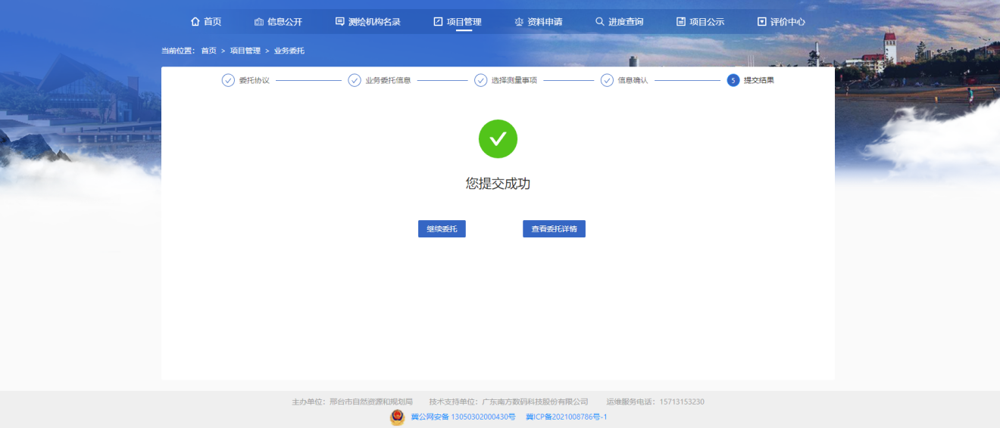 首页 信息公开 测绘机构名录 项目管理 资料申请 进度查询 项目公示 评价中心
当前位置： 首页 > 项目管理 > 业务委托
委托协议 业务委托信息 选择测量事项 信息确认 5 提交结果
您提交成功
继续委托 查看委托详情
主办单位：邢台市自然资源和规划局 技术支持单位：广东南方数码科技股份有限公司 运维服务电话：15713153230
冀公网安备 13050302000430号 冀ICP备2021008786号-1